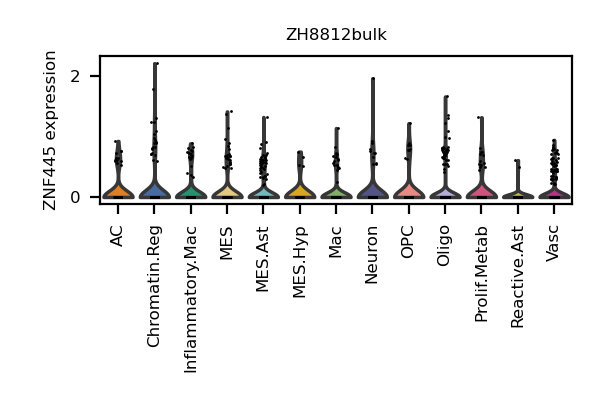 ZH8812bulk
ZNF445 expression
2
0
AC
Chromatin.Reg
Inflammatory.Mac
MES
MES.Ast
MES.Hyp
Mac
Neuron
OPC
Oligo
Prolif.Metab
Reactive.Ast
Vasc